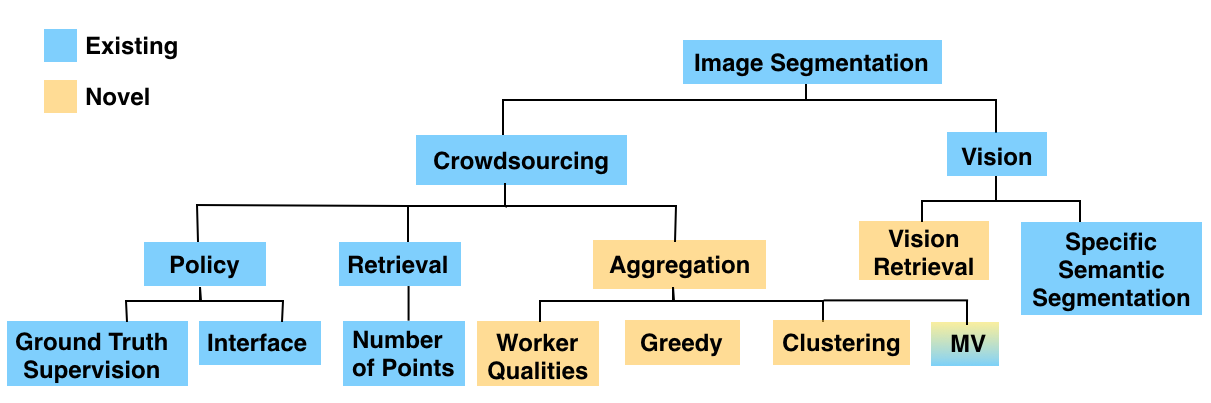 Existing
Novel
Image Segmentation
Crowdsourcing
Vision
Policy
Retrieval
Aggregation
Vision
Retrieval
Specific
Semantic
Segmentation
Ground Truth
Supervision
Interface
Number
of Points
Worker
Qualities
Greedy
Clustering
MV